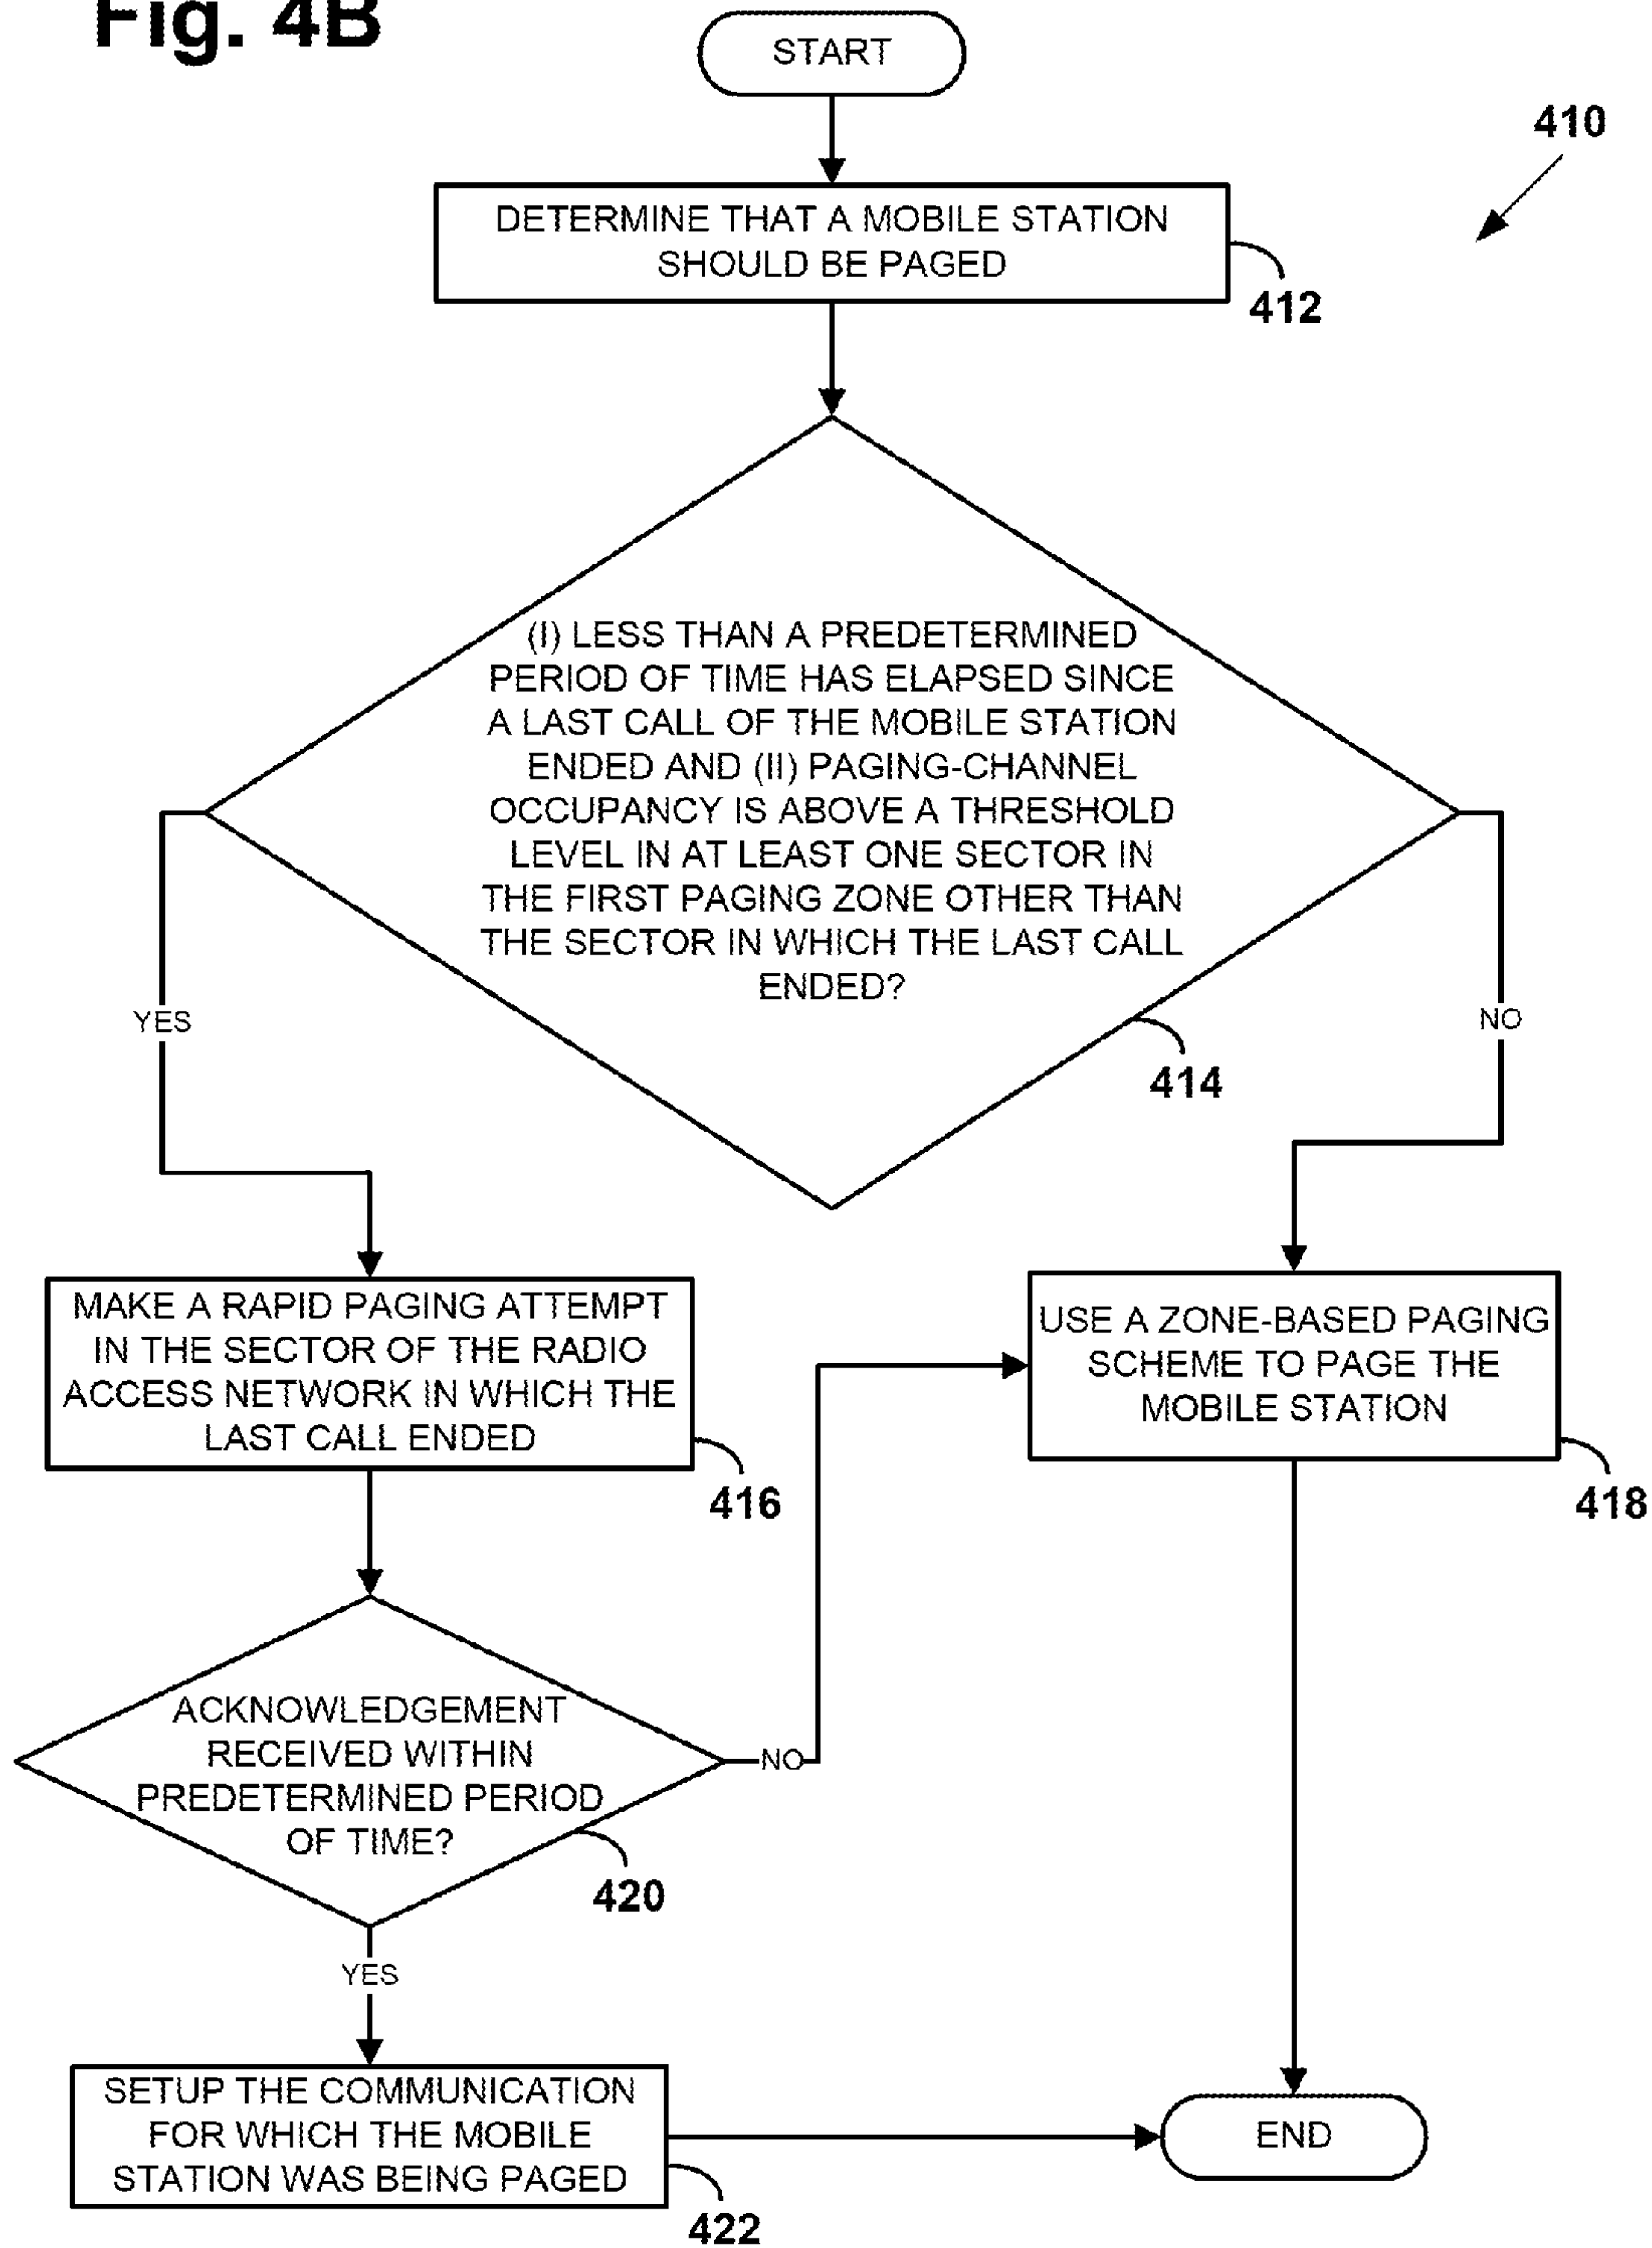 Fig. 4B
START
410
DETERMINE THAT A MOBILE STATION
SHOULD BE PAGED
412
(I) LESS THAN A PREDETERMINED
PERIOD OF TIME HAS ELAPSED SINCE
A LAST CALL OF THE MOBILE STATION
ENDED AND (II) PAGING-CHANNEL
OCCUPANCY IS ABOVE A THRESHOLD
LEVEL IN AT LEAST ONE SECTOR IN
THE FIRST PAGING ZONE OTHER THAN
THE SECTOR IN WHICH THE LAST CALL
ENDED?
YES
NO
414
MAKE A RAPID PAGING ATTEMPT
IN THE SECTOR OF THE RADIO
ACCESS NETWORK IN WHICH THE
LAST CALL ENDED
416
USE A ZONE-BASED PAGING
SCHEME TO PAGE THE
MOBILE STATION
418
ACKNOWLEDGEMENT
RECEIVED WITHIN
PREDETERMINED PERIOD
OF TIME?
NO
420
YES
SETUP THE COMMUNICATION
FOR WHICH THE MOBILE
STATION WAS BEING PAGED
422
END